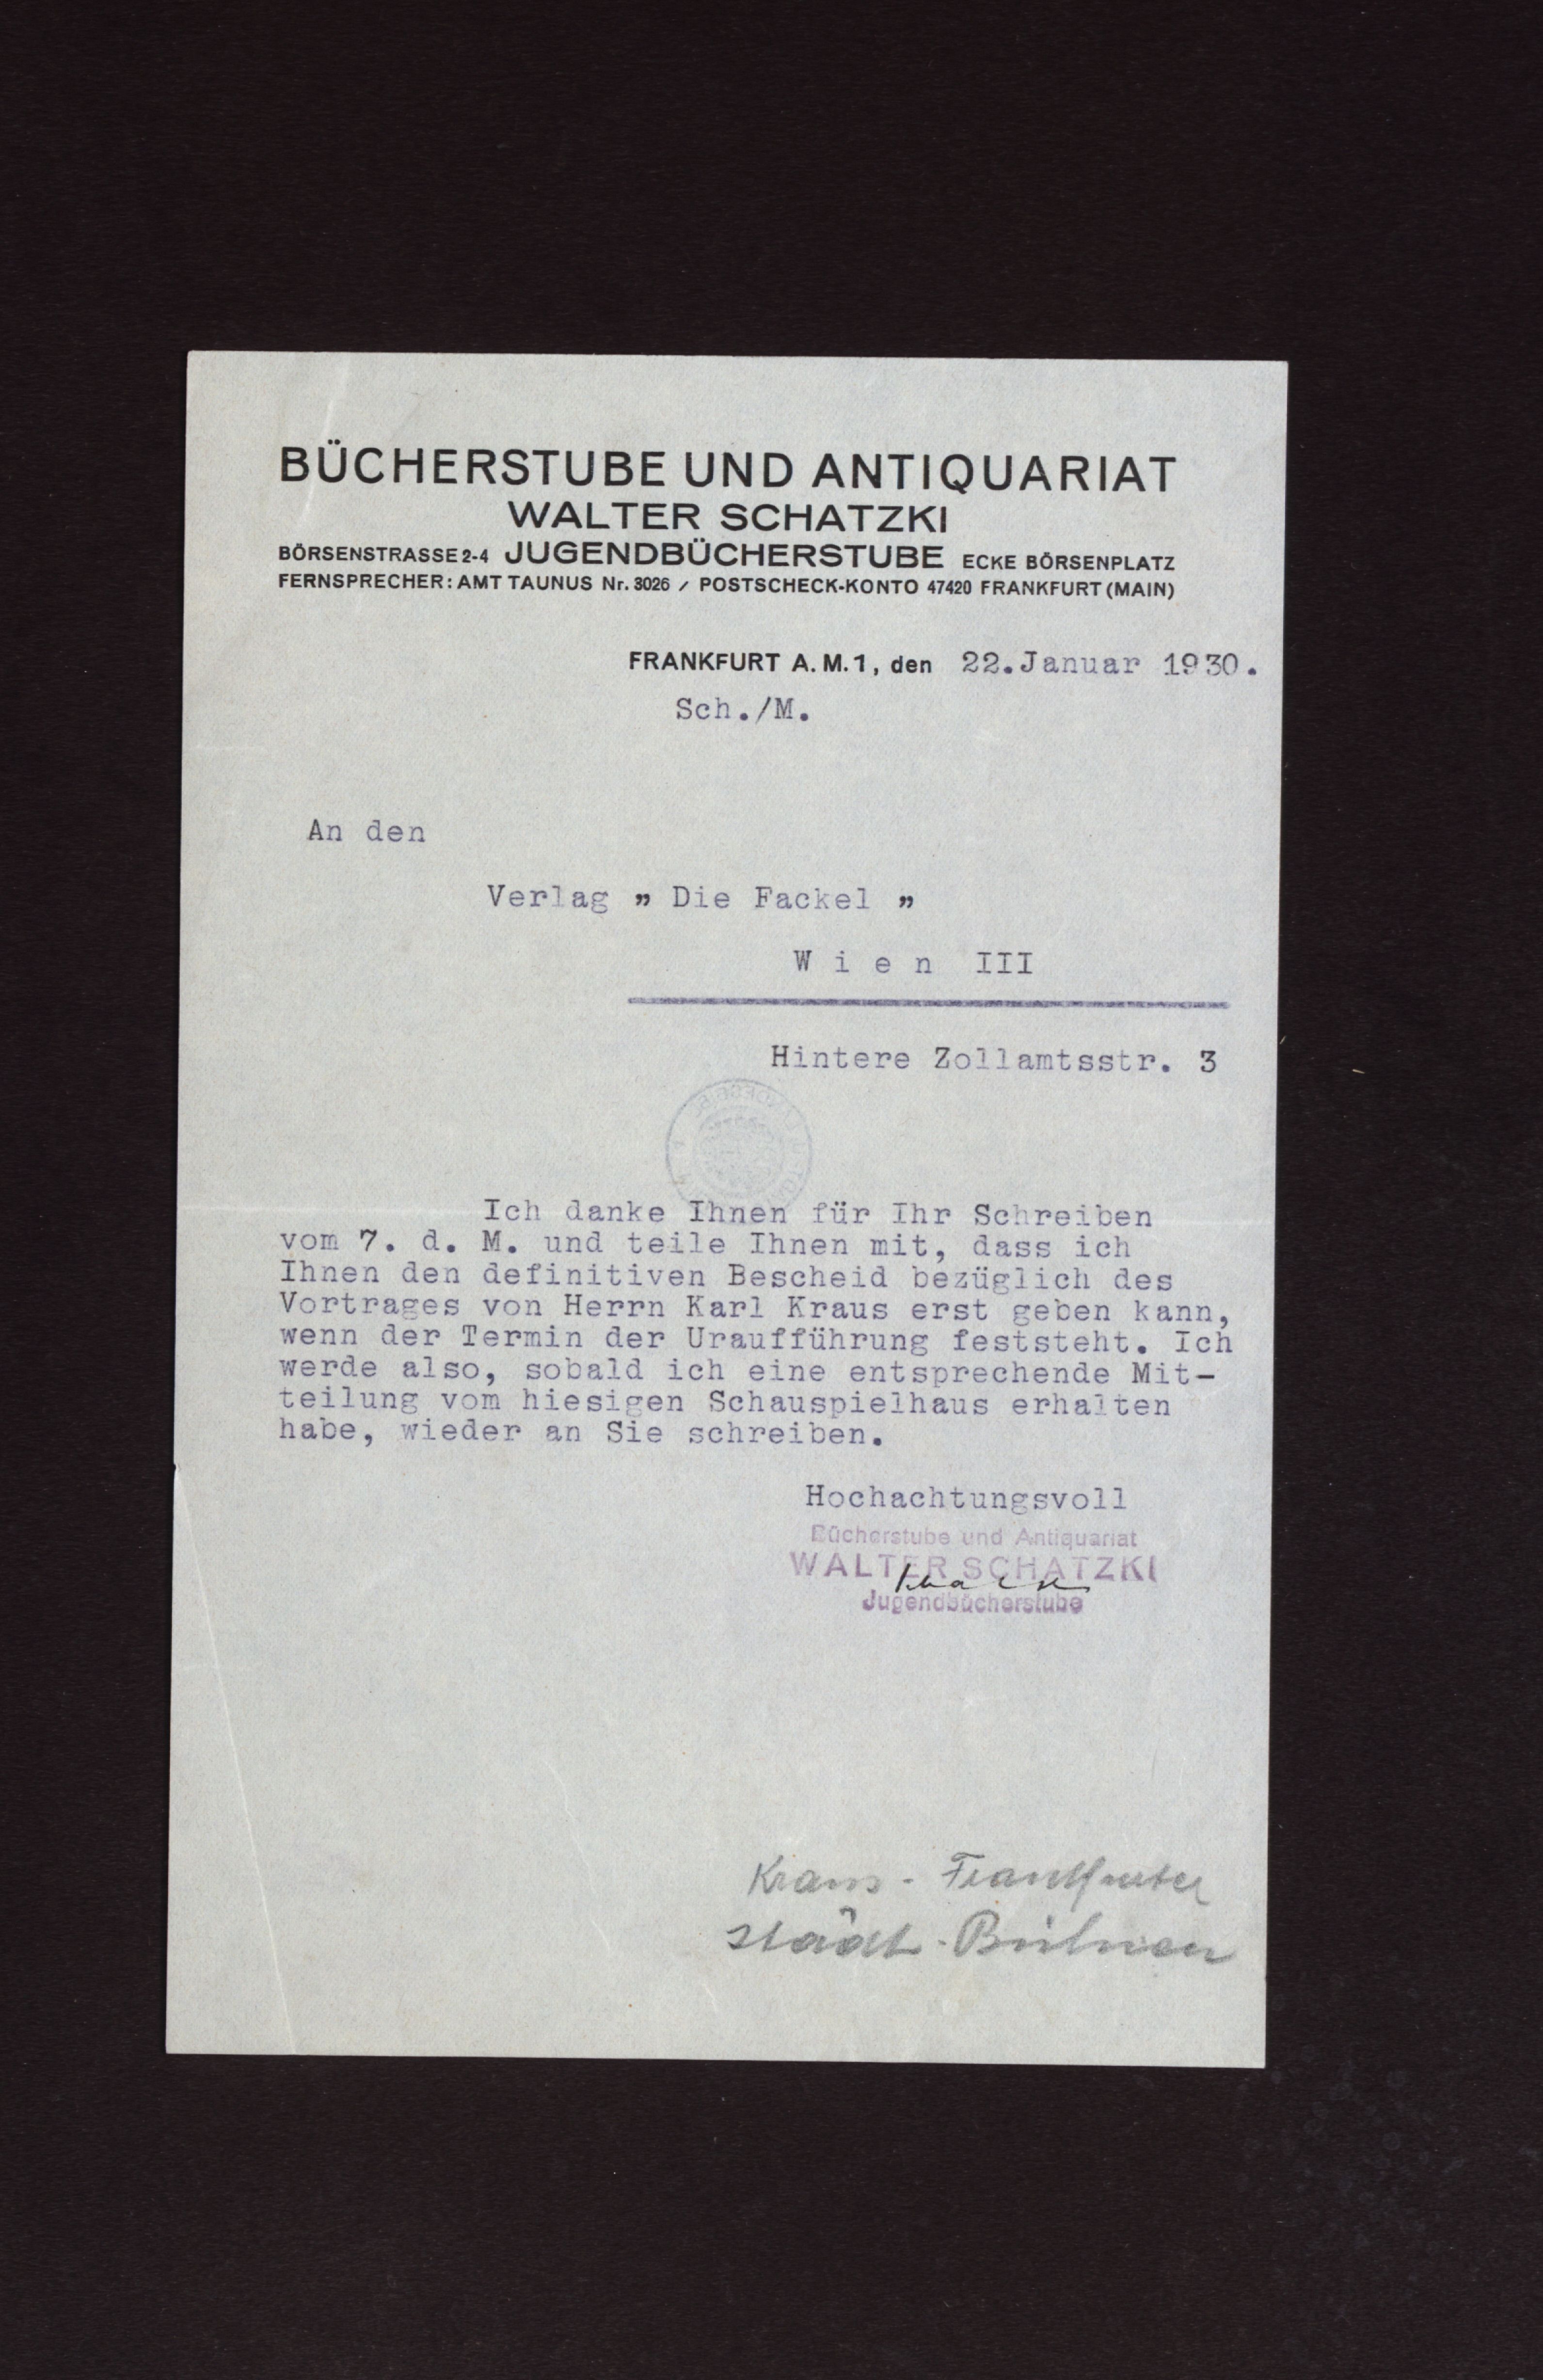 BÜCHERSTUBE UND ANTIQUARIAT
WALTER SCHATZKI
BÖRSENSTRASSE 2-4 JUGENDBÜCHERSTUBE ECKE BÖRSENPLATZ
FERNSPRECHER: AMT TAUNUS Nr. 3026 / POSTSCHECK-KONTO 47420 FRANKFURT (MAIN)
FRANKFURT A. M. 1, den 22. Januar 1930.
Sch./M.
An den
Verlag „ Die Fackel „
W i e n III
Hintere Zollamtsstr. 3
Ich danke Ihnen für Ihr Schreiben
vom 7. d. M. und teile Ihnen mit, dass ich
Ihnen den definitiven Bescheid bezüglich des
Vortrages von Herrn Karl Kraus erst geben kann,
wenn der Termin der Uraufführung feststeht. Ich
werde also, sobald ich eine entsprechende Mit-
teilung vom hiesigen Schauspielhaus erhalten
habe, wieder an Sie schreiben.
Hochachtungsvoll
Bücherstube und Antiquariat
WALTER SCHATZKI
Jugendbücherstube
Kraus - Frankfurter
städt. Bühnen